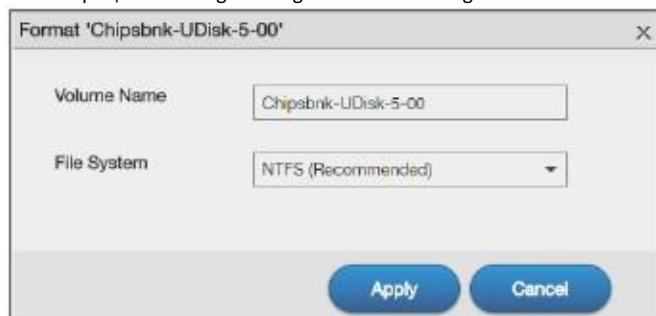 Format 'Chipsbnk-UDisk-5-00'
Volume Name
Chipsbnk-UDisk-5-00
File System
NTFS (Recommended)
Apply
Cancel